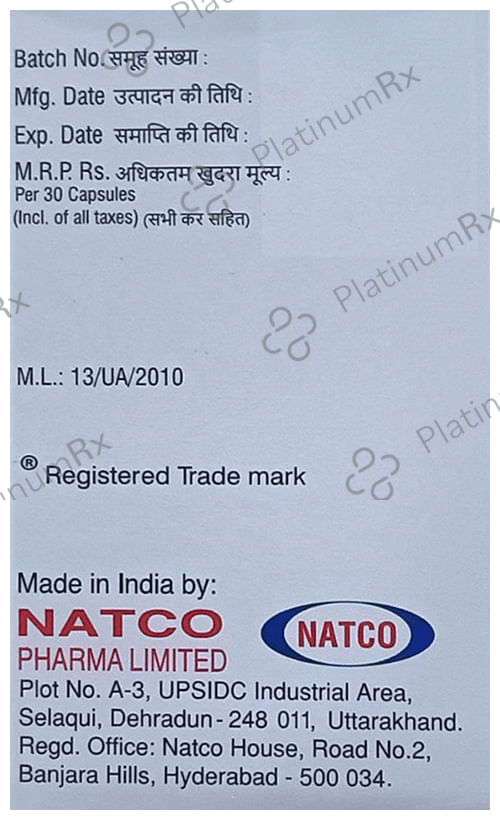 Batch No. समूह संख्या :
Mfg. Date उत्पादन की तिथि :
Exp. Date समाप्ति की तिथि :
M.R.P. Rs. अधिकतम खुदरा मूल्य :
Per 30 Capsules
(Incl. of all taxes) (सभी कर सहित)
M.L.: 13/UA/2010
® Registered Trade mark
Made in India by:
NATCO
PHARMA LIMITED
NATCO
Plot No. A-3, UPSIDC Industrial Area,
Selaqui, Dehradun - 248 011, Uttarakhand.
Regd. Office: Natco House, Road No.2,
Banjara Hills, Hyderabad - 500 034.
PlatinumRx
PlatinumRx